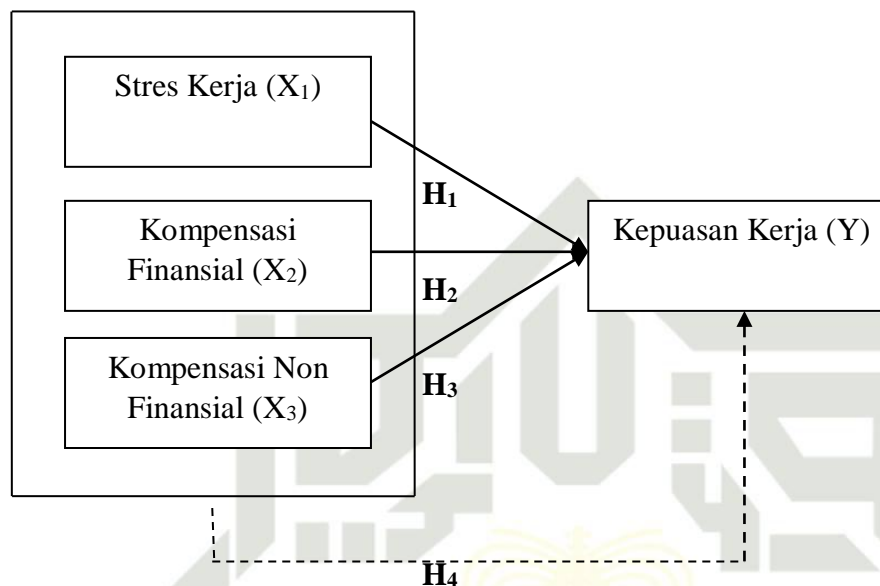 Stres Kerja (X₁)
H₁
Kompensasi
Finansial (X₂)
Kepuasan Kerja (Y)
H₂
Kompensasi Non
Finansial (X₃)
H₃
H₄